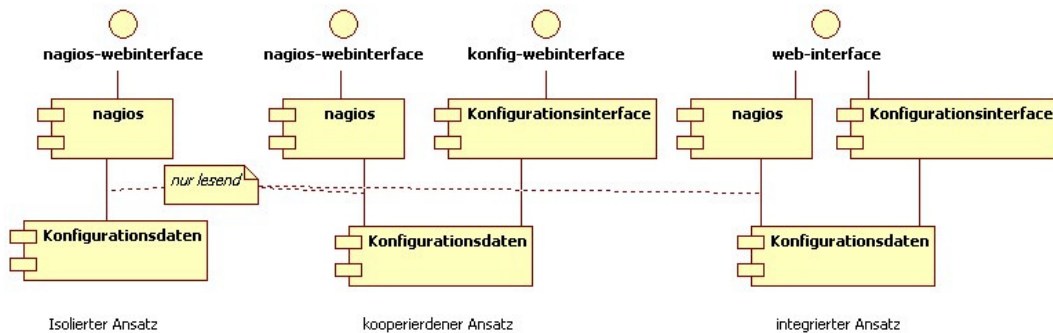 nagios-webinterface
nagios-webinterface
konfig-webinterface
web-interface
nagios
nagios
Konfigurationsinterface
nagios
Konfigurationsinterface
nur lesend
Konfigurationsdaten
Konfigurationsdaten
Konfigurationsdaten
Isolierter Ansatz
kooperierdener Ansatz
integrierter Ansatz